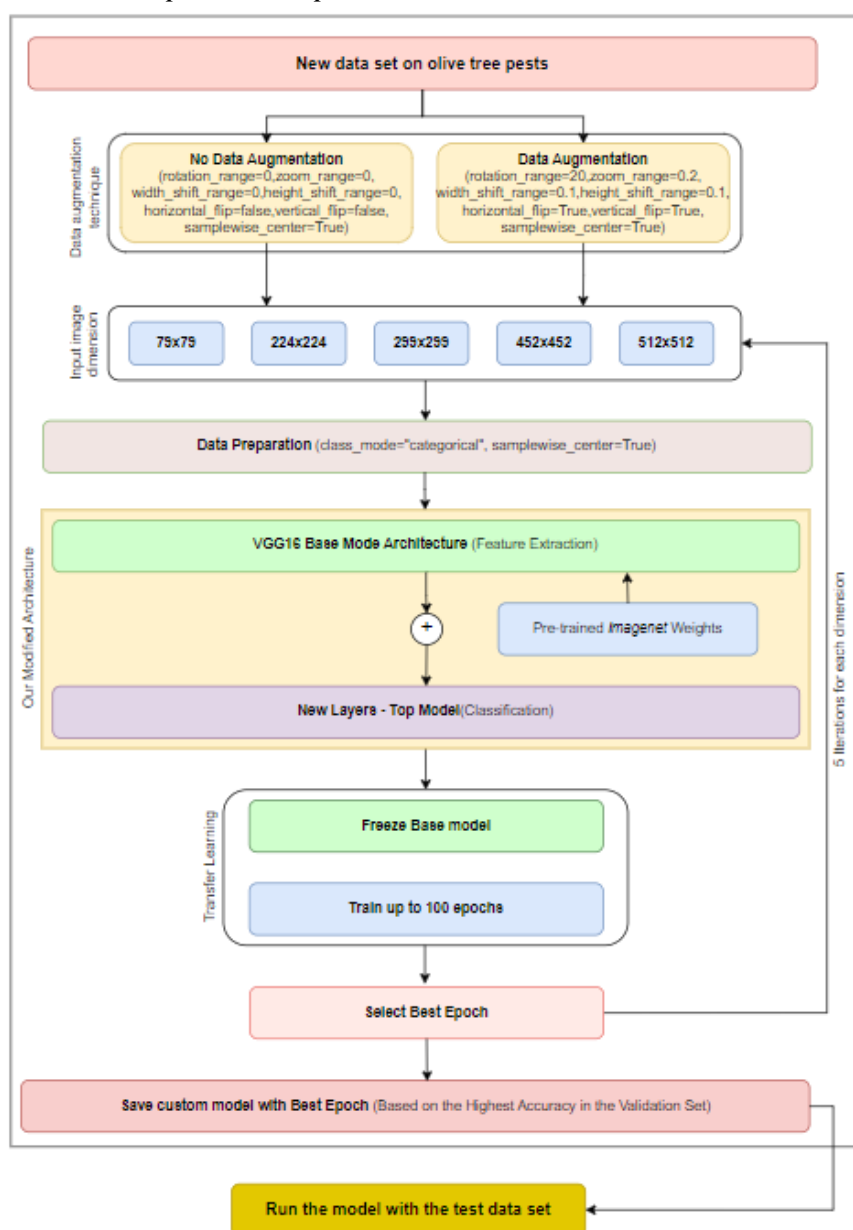 New data set on olive tree pests
Data augmentation
technique
No Data Augmentation
(rotation_range=0,zoom_range=0,
width_shift_range=0,height_shift_range=0,
horizontal_flip=false,vertical_flip=false,
samplewise_center=True)
Data Augmentation
(rotation_range=20,zoom_range=0.2,
width_shift_range=0.1,height_shift_range=0.1,
horizontal_flip=True,vertical_flip=True,
samplewise_center=True)
Input image
dimension
79x79
224x224
299x299
452x452
512x512
Data Preparation (class_mode="categorical", samplewise_center=True)
Our Modified Architecture
VGG16 Base Mode Architecture (Feature Extraction)
+
Pre-trained Imagenet Weights
New Layers - Top Model(Classification)
5 Iterations for each dimension
Transfer Learning
Freeze Base model
Train up to 100 epochs
Select Best Epoch
Save custom model with Best Epoch (Based on the Highest Accuracy in the Validation Set)
Run the model with the test data set